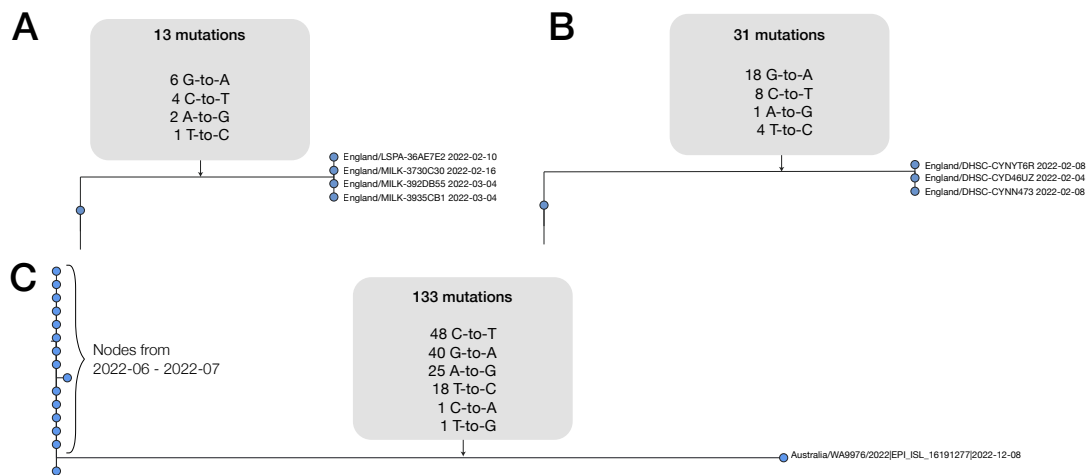 A
13 mutations
6 G-to-A
4 C-to-T
2 A-to-G
1 T-to-C
England/LSPA-36AE7E2 2022-02-10
England/MILK-3730C30 2022-02-16
England/MILK-392DB55 2022-03-04
England/MILK-3935CB1 2022-03-04
B
31 mutations
18 G-to-A
8 C-to-T
1 A-to-G
4 T-to-C
England/DHSC-CYNYT6R 2022-02-08
England/DHSC-CYD46UZ 2022-02-04
England/DHSC-CYNN473 2022-02-08
C
Nodes from
2022-06 - 2022-07
133 mutations
48 C-to-T
40 G-to-A
25 A-to-G
18 T-to-C
1 C-to-A
1 T-to-G
Australia/WA9976/2022|EPI_ISL_16191277|2022-12-08